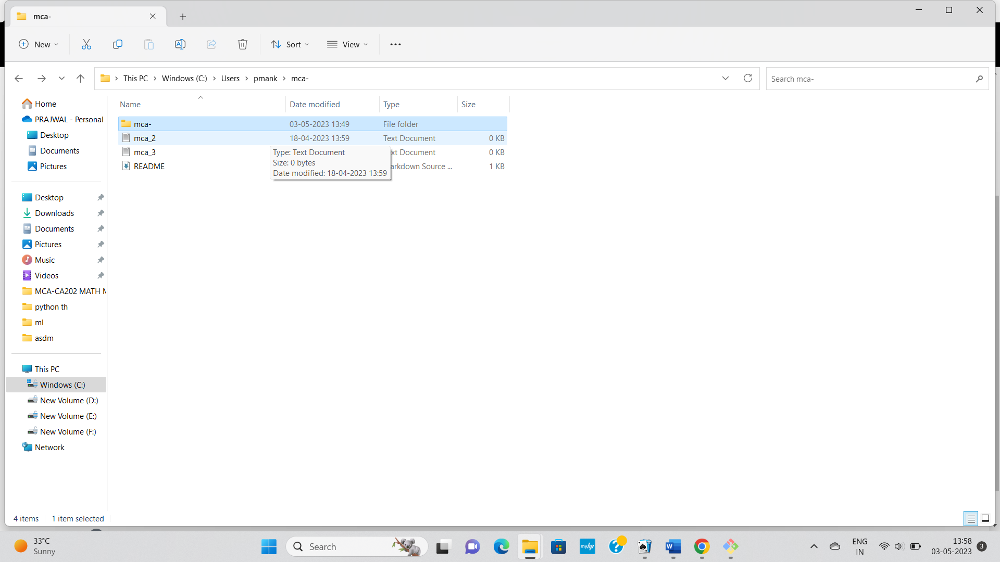 mca-
New
Sort
View
This PC
Windows (C:)
Users
pmank
mca-
Search mca-
Home
PRAJWAL - Personal
Desktop
Documents
Pictures
Desktop
Downloads
Documents
Pictures
Music
Videos
MCA-CA202 MATH
python th
ml
asdm
This PC
Windows (C:)
New Volume (D:)
New Volume (E:)
New Volume (F:)
Network
Name Date modified Type Size
mca- 03-05-2023 13:49 File folder
mca_2 18-04-2023 13:59 Text Document 0 KB
mca_3 xt Document 0 KB
README arkdown Source ... 1 KB
Type: Text Document
Size: 0 bytes
Date modified: 18-04-2023 13:59
4 items 1 item selected
33°C
Sunny
Search
myhp
ENG
IN
13:58
03-05-2023
3